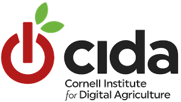 cida
Cornell Institute
for Digital Agriculture